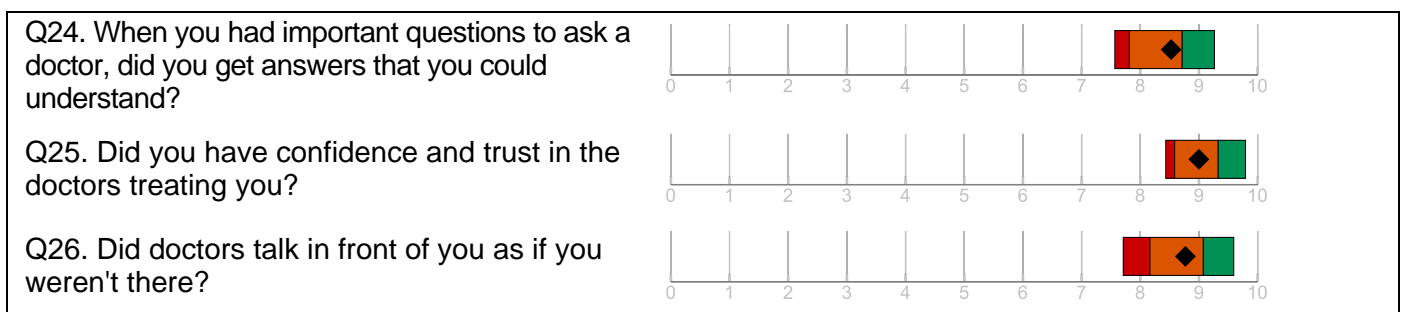 Q24. When you had important questions to ask a
doctor, did you get answers that you could
understand?
0 1 2 3 4 5 6 7 8 9 10
Q25. Did you have confidence and trust in the
doctors treating you?
0 1 2 3 4 5 6 7 8 9 10
Q26. Did doctors talk in front of you as if you
weren't there?
0 1 2 3 4 5 6 7 8 9 10